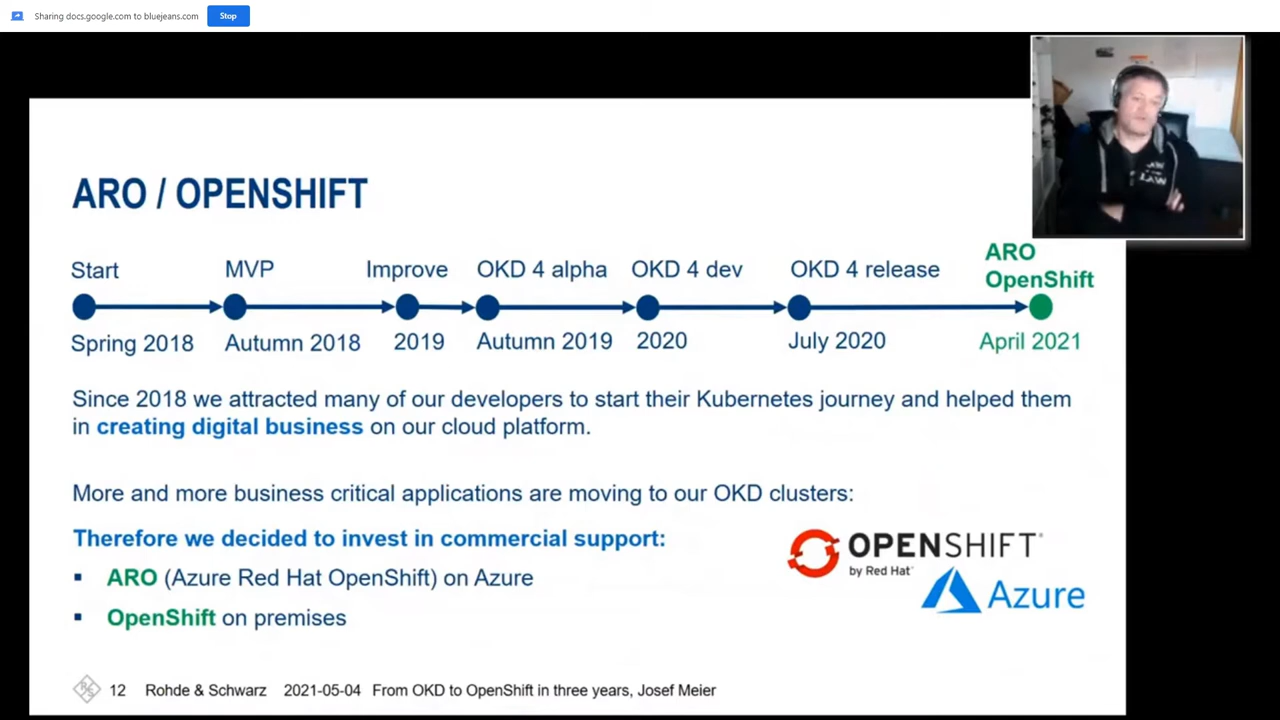 Sharing docs.google.com to bluejeans.com
Stop
ARO / OPENSHIFT
Start
MVP
Improve
OKD 4 alpha
OKD 4 dev
OKD 4 release
ARO
OpenShift
Spring 2018
Autumn 2018
2019
Autumn 2019
2020
July 2020
April 2021
Since 2018 we attracted many of our developers to start their Kubernetes journey and helped them
in creating digital business on our cloud platform.
More and more business critical applications are moving to our OKD clusters:
Therefore we decided to invest in commercial support:
▪ ARO (Azure Red Hat OpenShift) on Azure
▪ OpenShift on premises
OPENSHIFT
by Red Hat
Azure
12 Rohde & Schwarz 2021-05-04 From OKD to OpenShift in three years, Josef Meier